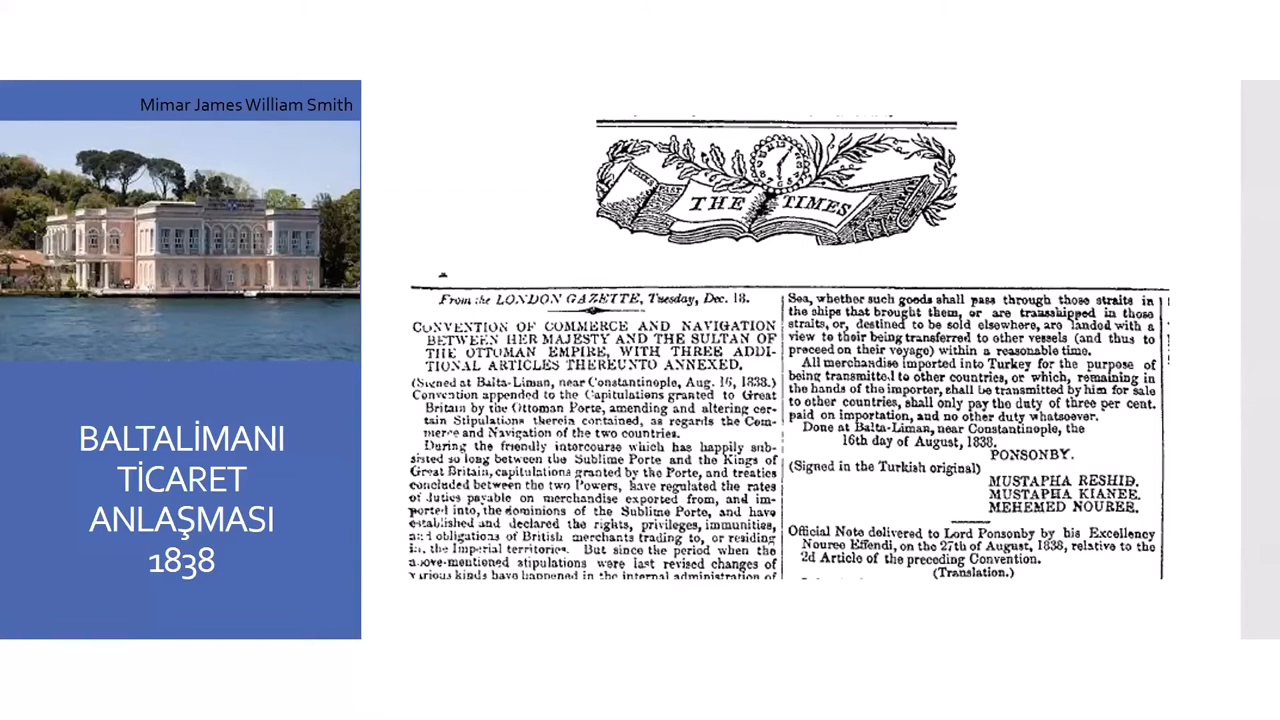 Mimar James William Smith
BALTALİMANI
TİCARET
ANLAŞMASI
1838
TIMES PAST
THE TIMES
From the LONDON GAZETTE, Tuesday, Dec. 18.
CONVENTION OF COMMERCE AND NAVIGATION
BETWEEN HER MAJESTY AND THE SULTAN OF
THE OTTOMAN EMPIRE, WITH THREE ADDI-
TIONAL ARTICLES THEREUNTO ANNEXED.
(Signed at Balta-Liman, near Constantinople, Aug. 16, 1838.)
Convention appended to the Capitulations granted to Great
Britain by the Ottoman Porte, amending and altering cer-
tain Stipulations therein contained, as regards the Com-
merce and Navigation of the two countries.
During the friendly intercourse which has happily sub-
sisted so long between the Sublime Porte and the Kings of
Great Britain, capitulations granted by the Porte, and treaties
concluded between the two Powers, have regulated the rates
of duties payable on merchandise exported from, and im-
ported into, the dominions of the Sublime Porte, and have
established and declared the rights, privileges, immunities,
and obligations of British merchants trading to, or residing
in, the Imperial territories. But since the period when the
above-mentioned stipulations were last revised changes of
various kinds have happened in the internal administration of
Sea, whether such goods shall pass through those straits in
the ships that brought them, or are transhipped in those
straits, or, destined to be sold elsewhere, are landed with a
view to their being transferred to other vessels (and thus to
proceed on their voyage) within a reasonable time.
All merchandise imported into Turkey for the purpose of
being transmitted to other countries, or which, remaining in
the hands of the importer, shall be transmitted by him for sale
to other countries, shall only pay the duty of three per cent.
paid on importation, and no other duty whatsoever.
Done at Balta-Liman, near Constantinople, the
16th day of August, 1838.
PONSONBY.
(Signed in the Turkish original)
MUSTAPHA RESHID.
MUSTAPHA KIANEE.
MEHEMED NOUREE.
Official Note delivered to Lord Ponsonby by his Excellency
Nouree Effendi, on the 27th of August, 1838, relative to the
2d Article of the preceding Convention.
(Translation.)